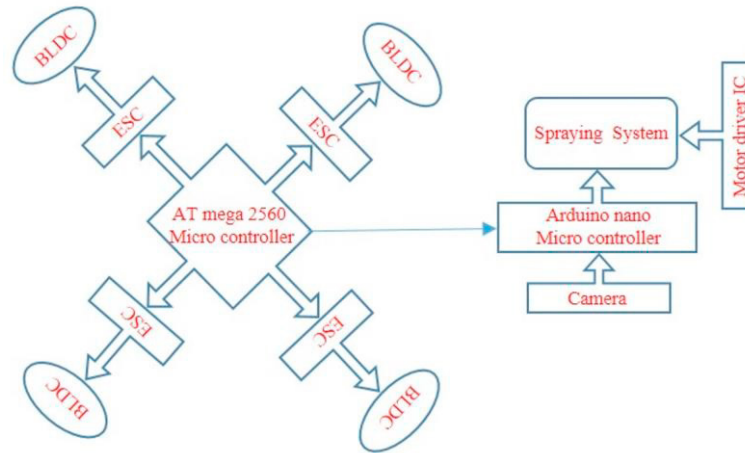 BLDC
BLDC
ESC
ESC
Motor driver IC
Spraying System
AT mega 2560
Micro controller
Arduino nano
Micro controller
Camera
ESC
ESC
BLDC
BLDC